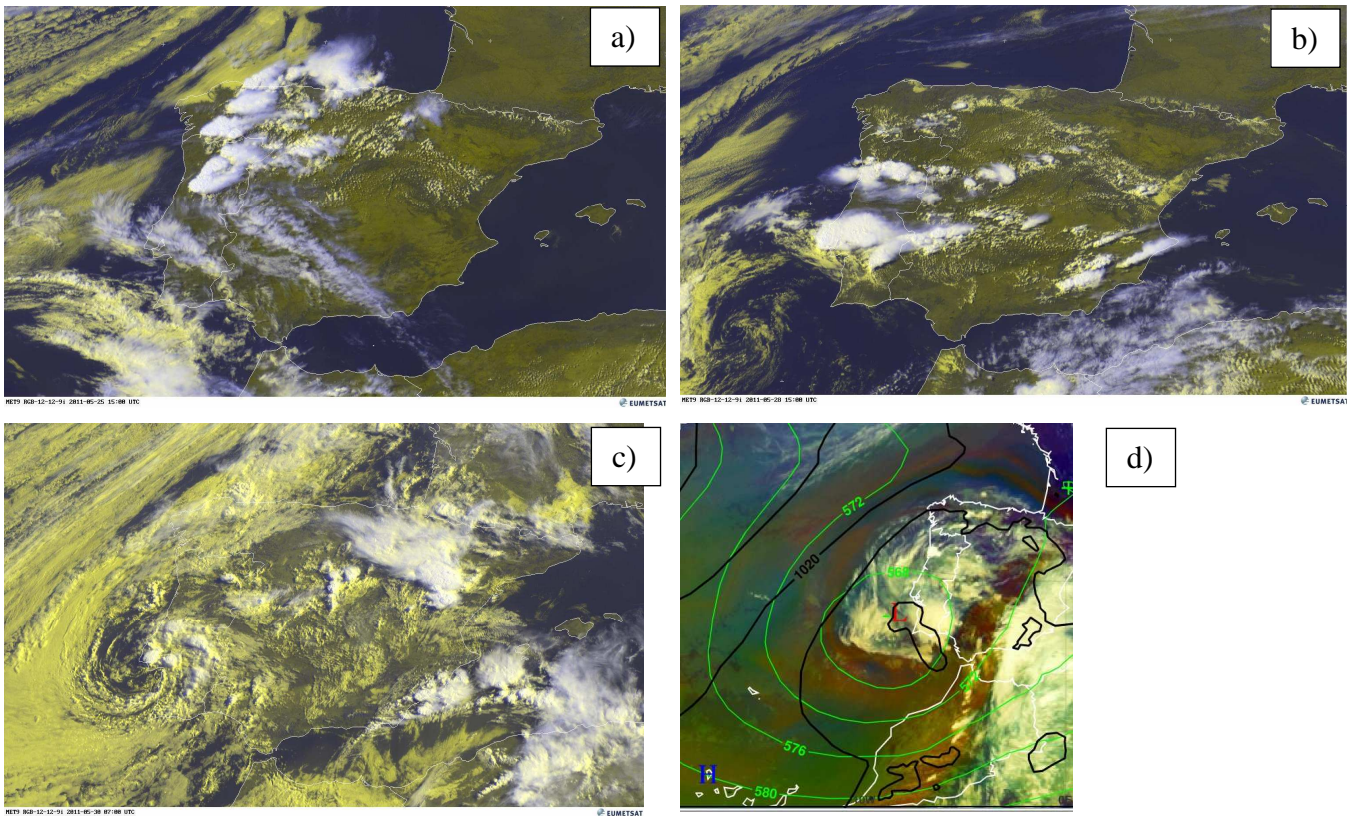 a)
MET9 RGB-12-12-9i 2011-05-25 15:00 UTC
EUMETSAT
b)
MET9 RGB-12-12-9i 2011-05-28 15:00 UTC
EUMETSAT
c)
MET9 RGB-12-12-9i 2011-05-30 07:00 UTC
EUMETSAT
d)
572
1020
568
L
576
H
580